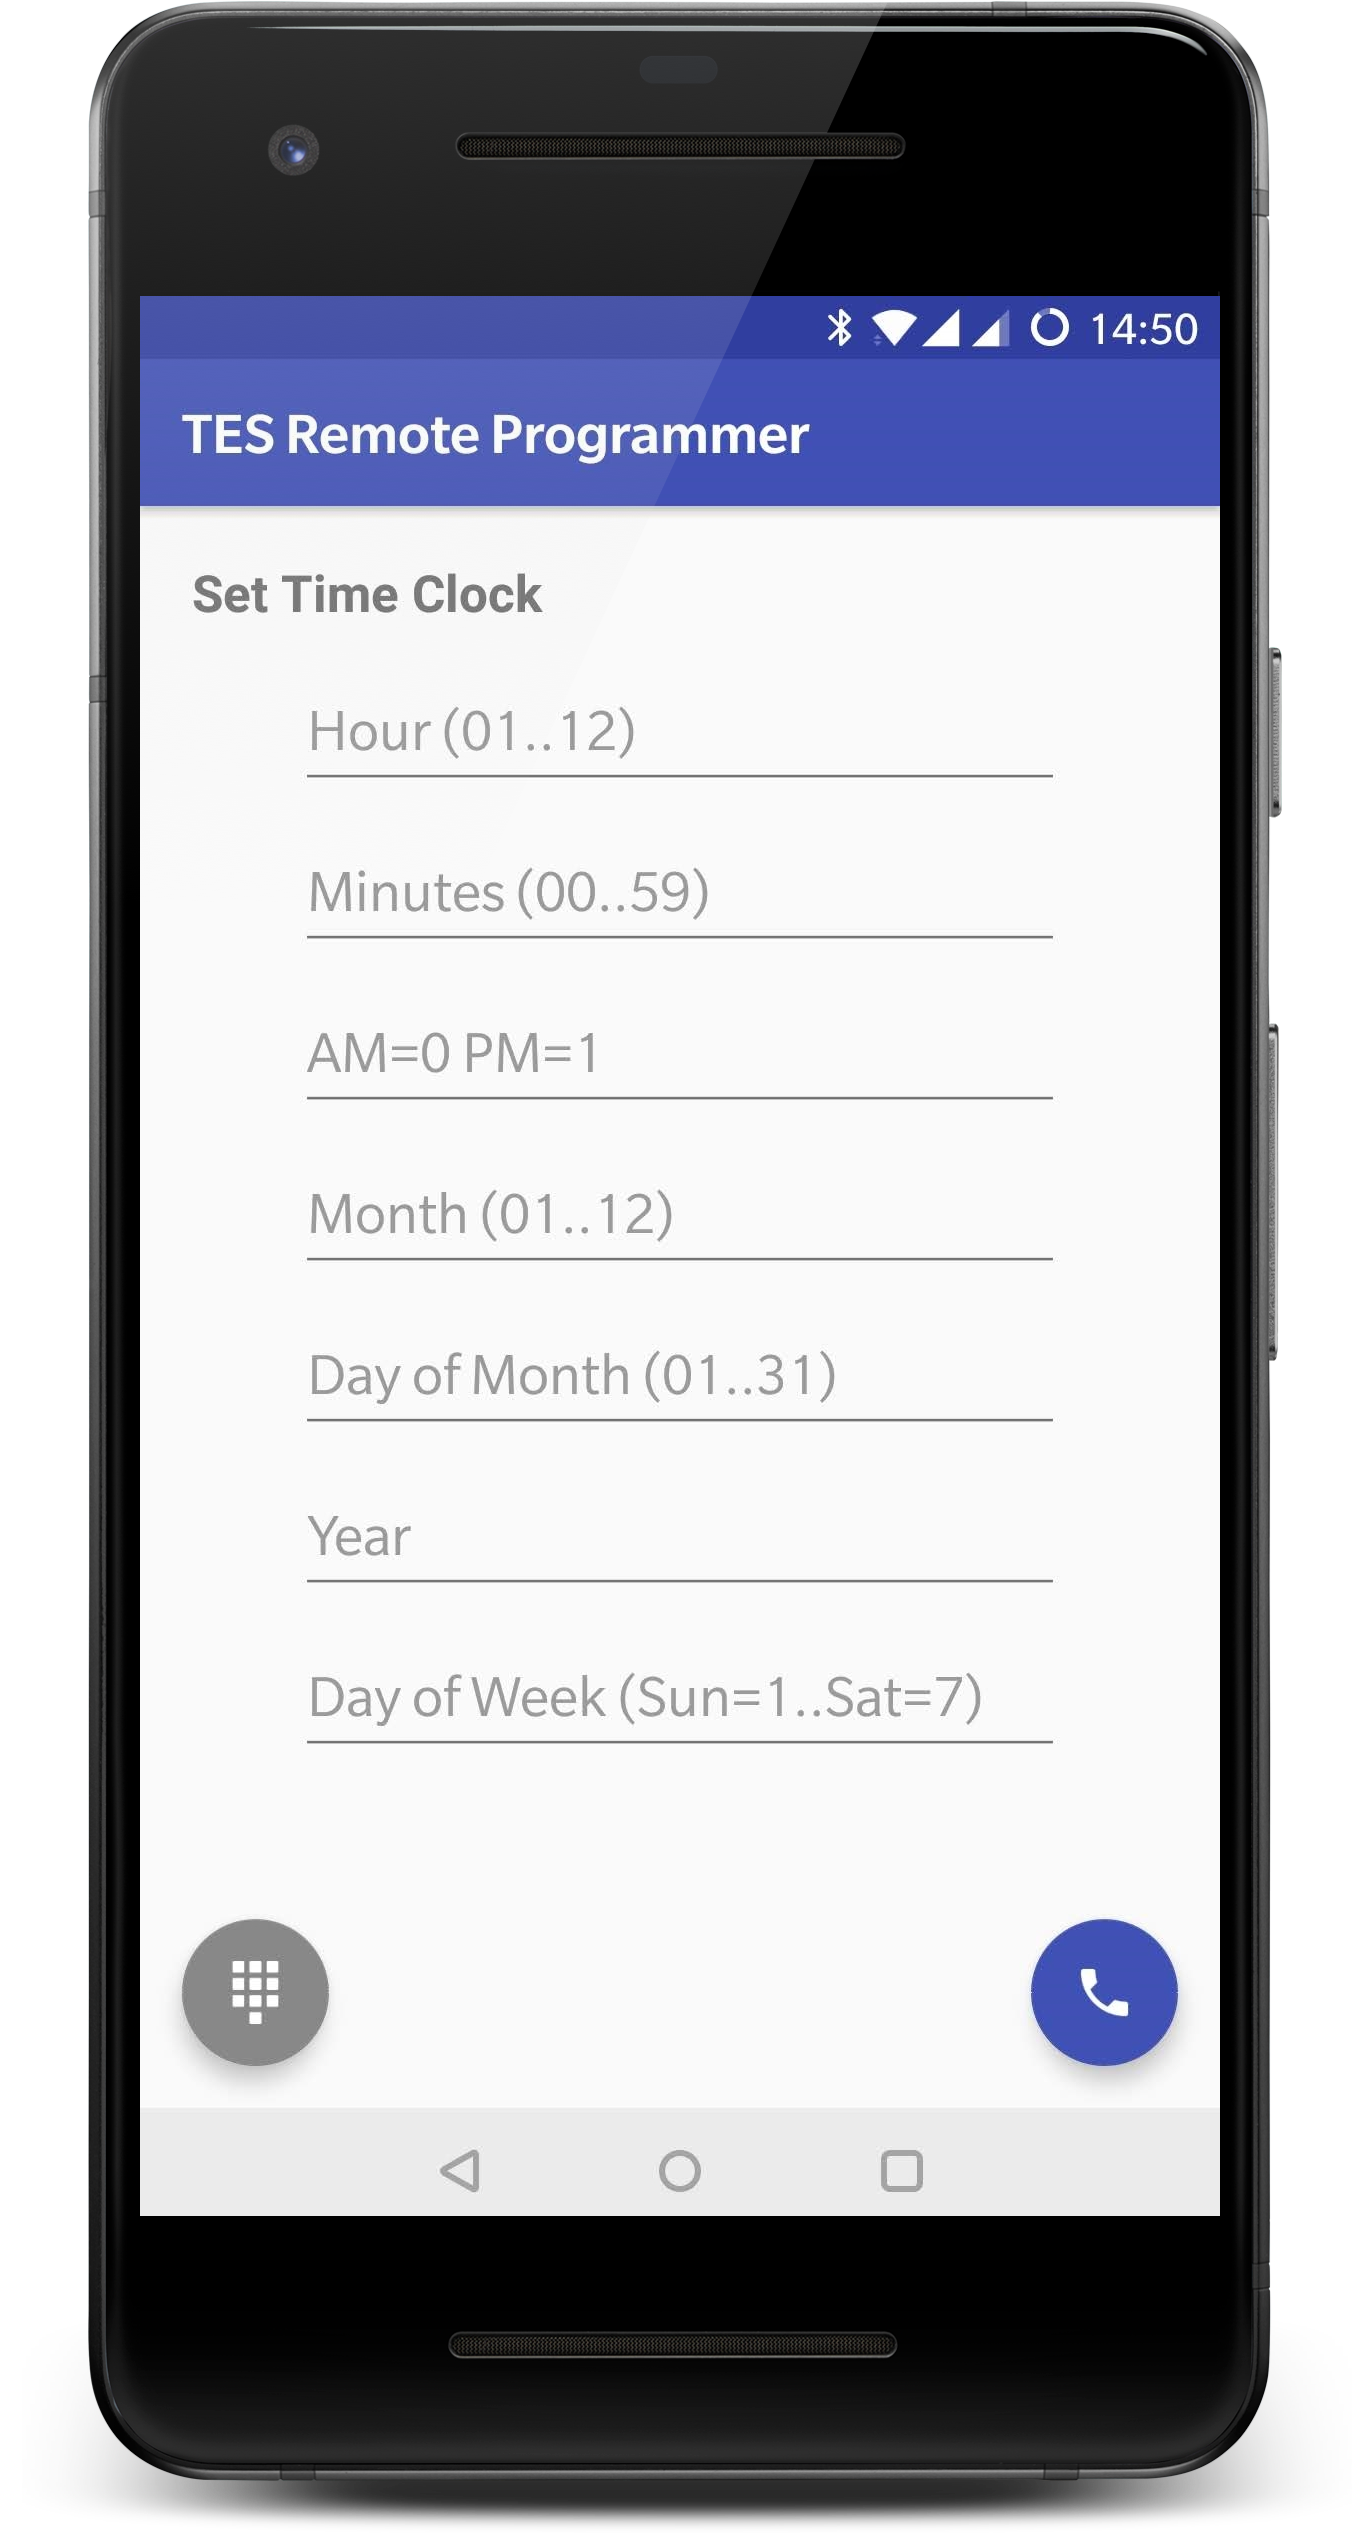 14:50
TES Remote Programmer
Set Time Clock
Hour (01..12)
Minutes (00..59)
AM=0 PM=1
Month (01..12)
Day of Month (01..31)
Year
Day of Week (Sun=1..Sat=7)